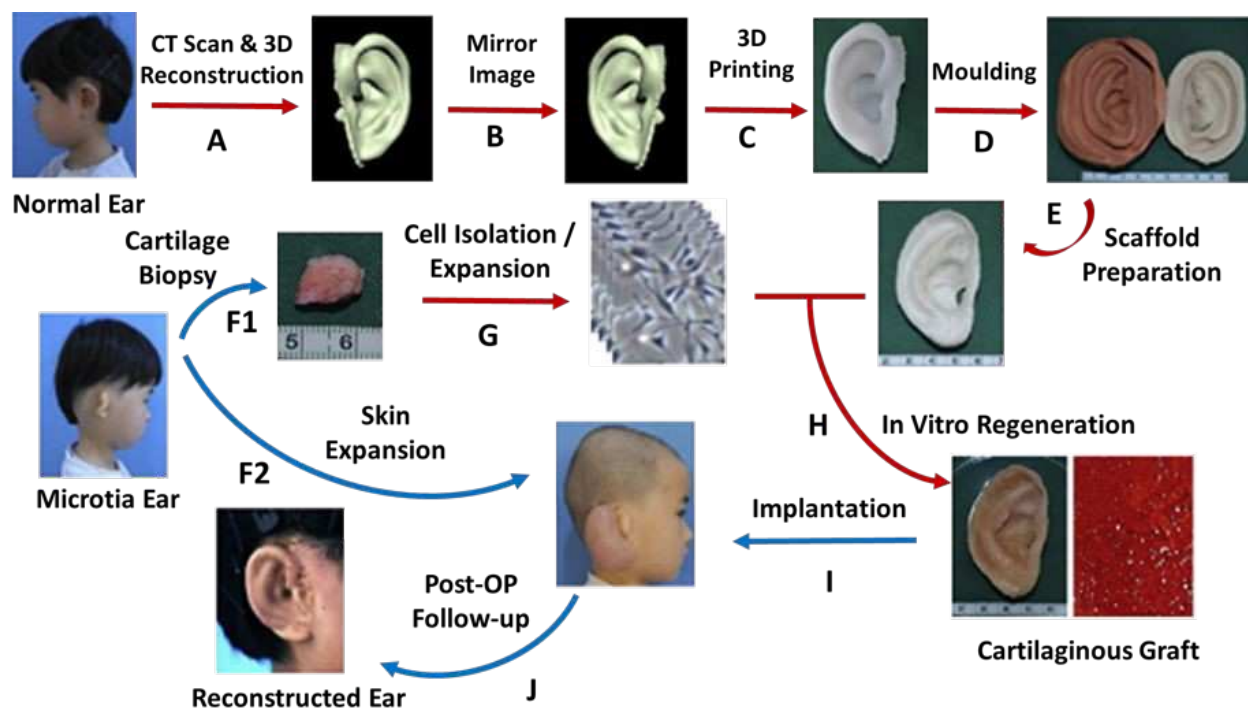 CT Scan & 3D
Reconstruction
A
Mirror
Image
B
3D
Printing
C
Moulding
D
Normal Ear
E
Scaffold
Preparation
Cartilage
Biopsy
F1
5 6
Cell Isolation /
Expansion
G
H
In Vitro Regeneration
Skin
Expansion
F2
Microtia Ear
Implantation
I
Cartilaginous Graft
Post-OP
Follow-up
J
Reconstructed Ear